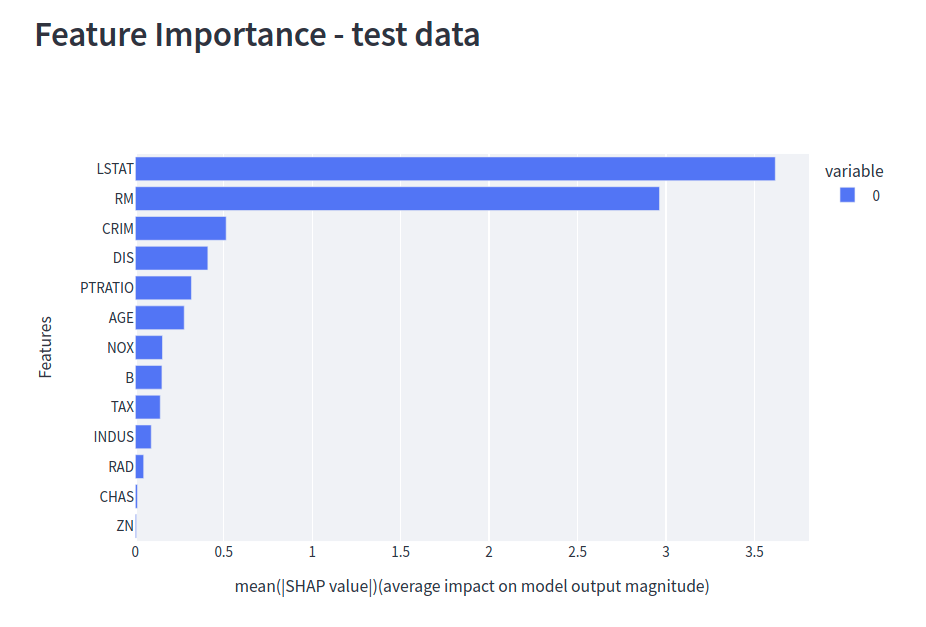 Feature Importance - test data
variable
0
Features
LSTAT
RM
CRIM
DIS
PTRATIO
AGE
NOX
B
TAX
INDUS
RAD
CHAS
ZN
0 0.5 1 1.5 2 2.5 3 3.5
mean(|SHAP value|)(average impact on model output magnitude)